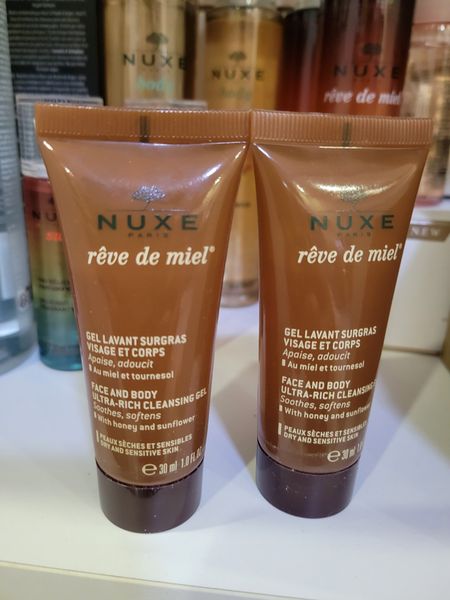 NUXE
body
NUXE
body
NUXE
rêve de miel
NU
NUXE
PARIS
rêve de miel®
GEL LAVANT SURGRAS
VISAGE ET CORPS
Apaise, adoucit
Au miel et tournesol
FACE AND BODY
ULTRA-RICH CLEANSING GEL
Soothes, softens
With honey and sunflower
PEAUX SÈCHES ET SENSIBLES
DRY AND SENSITIVE SKIN
e 30 ml 1.0 FL.
NUXE
PARIS
rêve de miel®
GEL LAVANT SURGRAS
VISAGE ET CORPS
Apaise, adoucit
Au miel et tournesol
FACE AND BODY
ULTRA-RICH CLEANSING
Soothes, softens
With honey and sunflower
PEAUX SÈCHES ET SENSIBLES
DRY AND SENSITIVE SKIN
e 30 ml
NEW